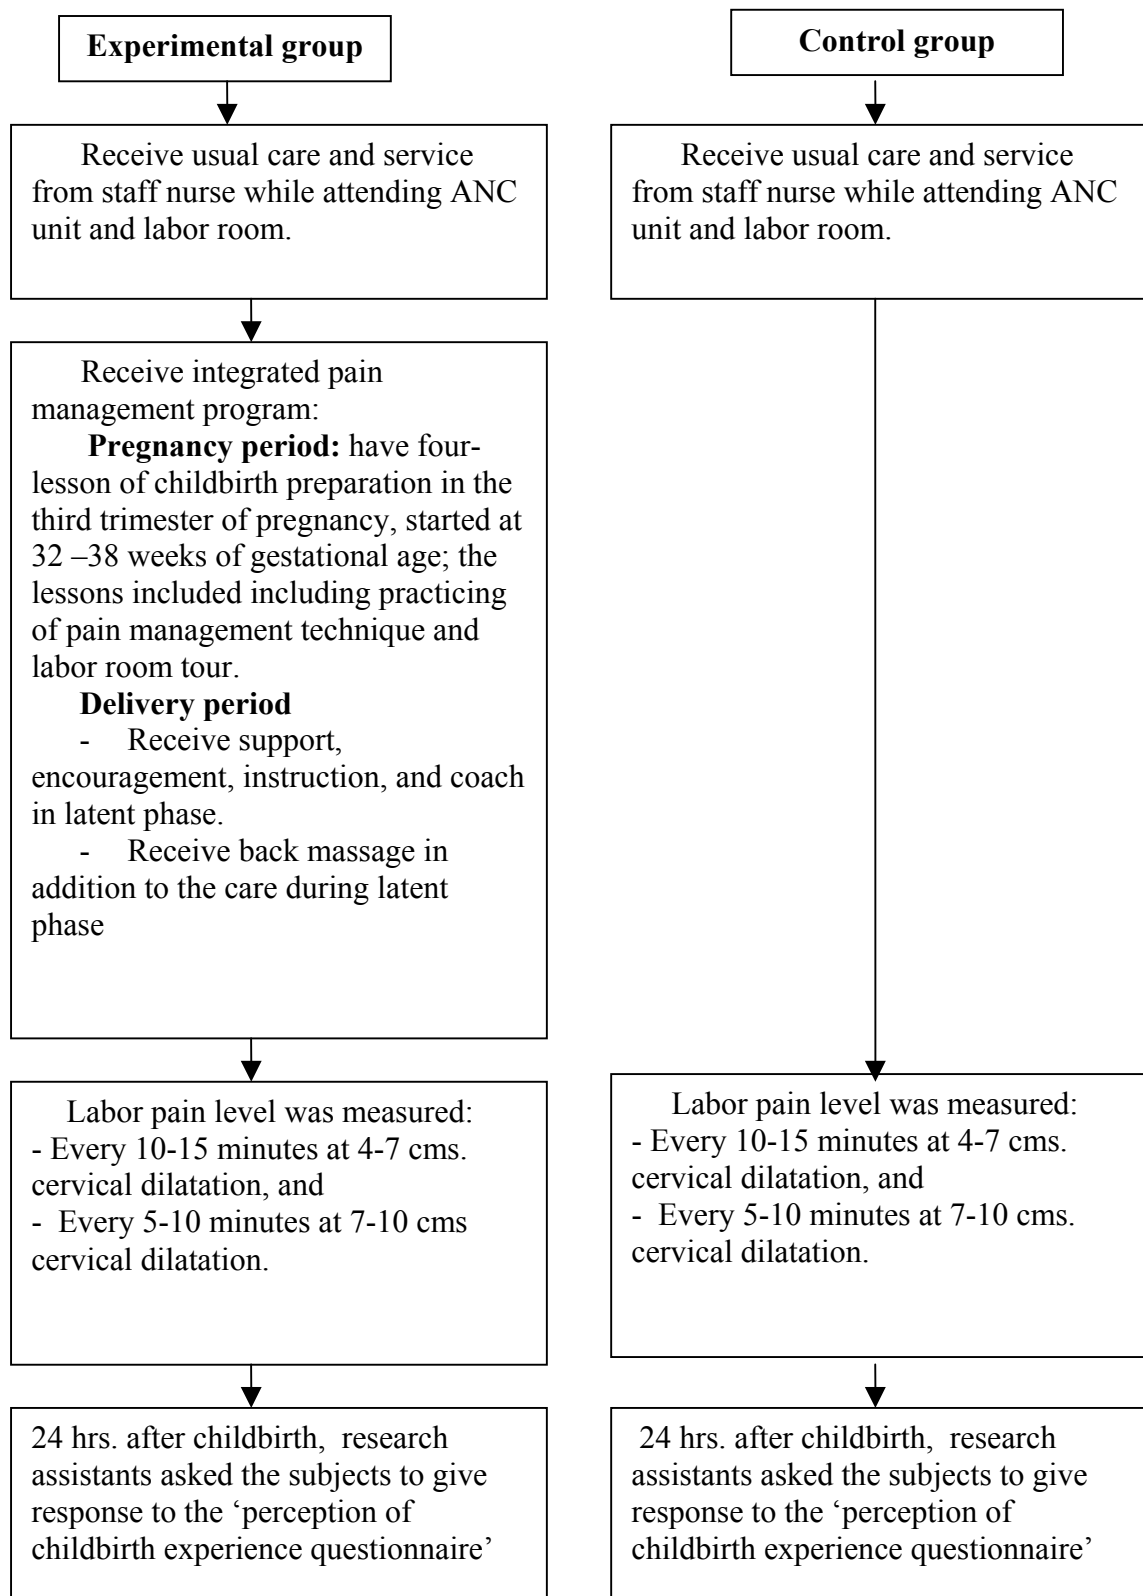 Experimental group
Receive usual care and service
from staff nurse while attending ANC
unit and labor room.
Receive integrated pain
management program:
Pregnancy period: have four-
lesson of childbirth preparation in the
third trimester of pregnancy, started at
32 –38 weeks of gestational age; the
lessons included including practicing
of pain management technique and
labor room tour.
Delivery period
- Receive support,
encouragement, instruction, and coach
in latent phase.
- Receive back massage in
addition to the care during latent
phase
Labor pain level was measured:
- Every 10-15 minutes at 4-7 cms.
cervical dilatation, and
- Every 5-10 minutes at 7-10 cms
cervical dilatation.
24 hrs. after childbirth, research
assistants asked the subjects to give
response to the ‘perception of
childbirth experience questionnaire’
Control group
Receive usual care and service
from staff nurse while attending ANC
unit and labor room.
Labor pain level was measured:
- Every 10-15 minutes at 4-7 cms.
cervical dilatation, and
- Every 5-10 minutes at 7-10 cms.
cervical dilatation.
24 hrs. after childbirth, research
assistants asked the subjects to give
response to the ‘perception of
childbirth experience questionnaire’